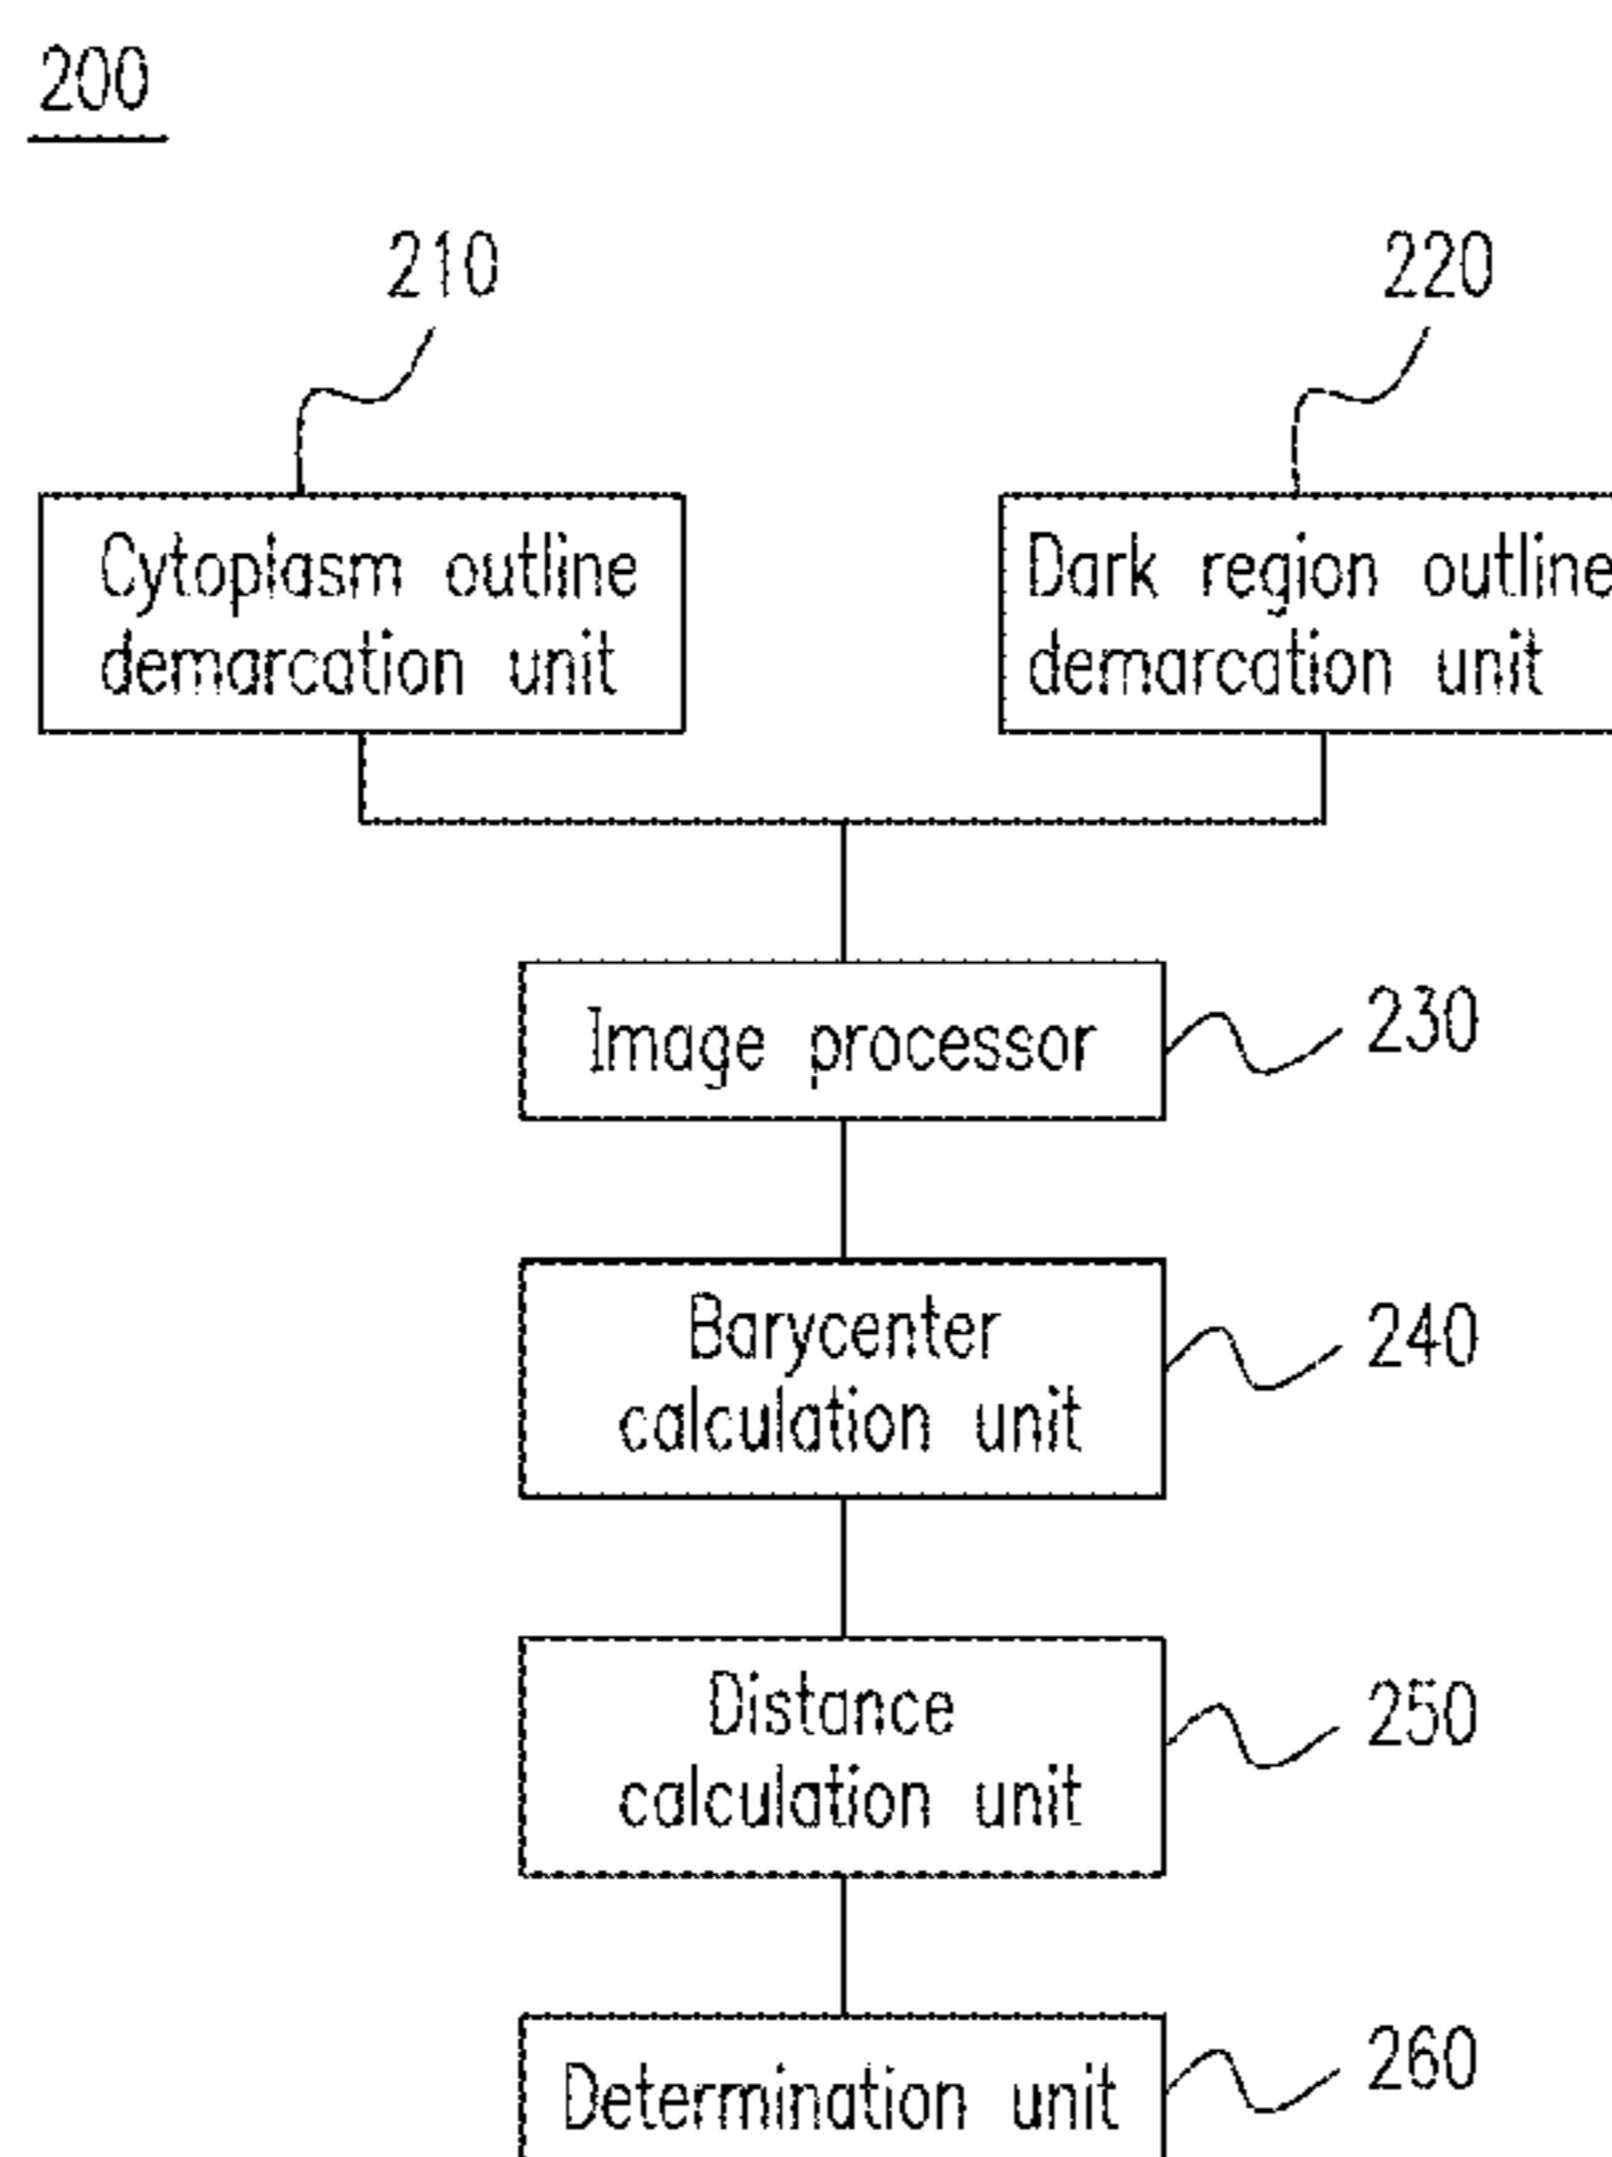 200
210
220
Cytoplasm outline
demarcation unit
Dark region outline
demarcation unit
Image processor
230
Barycenter
calculation unit
240
Distance
calculation unit
250
Determination unit
260